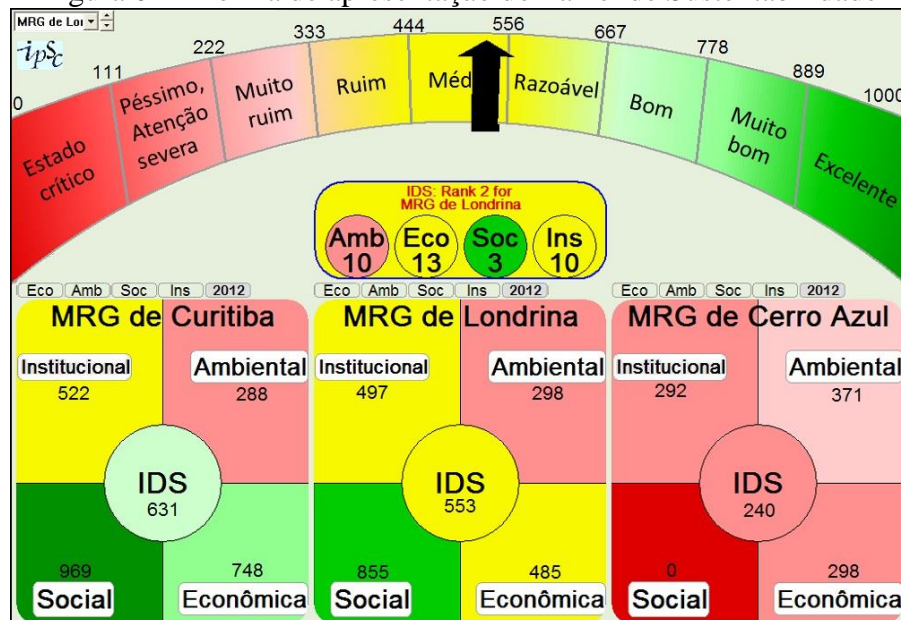 MRG de Lor
ipsc
0
111
222
333
444
556
667
778
889
1000
Estado
crítico
Péssimo,
Atenção
severa
Muito
ruim
Ruim
Méd
Razoável
Bom
Muito
bom
Excelente
IDS: Rank 2 for
MRG de Londrina
Amb
10
Eco
13
Soc
3
Ins
10
Eco Amb Soc Ins 2012
MRG de Curitiba
Institucional
522
Ambiental
288
IDS
631
969
Social
748
Econômica
Eco Amb Soc Ins 2012
MRG de Londrina
Institucional
497
Ambiental
298
IDS
553
855
Social
485
Econômica
Eco Amb Soc Ins 2012
MRG de Cerro Azul
Institucional
292
Ambiental
371
IDS
240
0
Social
298
Econômica